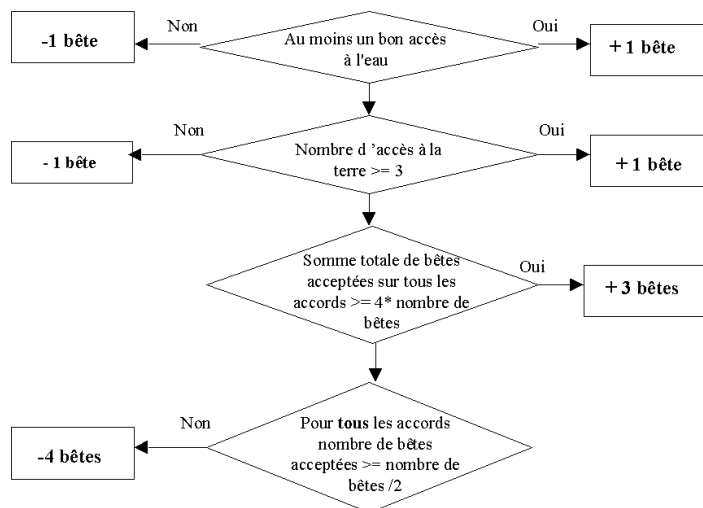 Non
Oui
-1 bête
Au moins un bon accès
à l'eau
+ 1 bête
Non
Oui
- 1 bête
Nombre d ’accès à la
terre >= 3
+ 1 bête
Somme totale de bêtes
acceptées sur tous les
accords >= 4* nombre de
bêtes
Oui
+ 3 bêtes
Non
-4 bêtes
Pour tous les accords
nombre de bêtes
acceptées >= nombre de
bêtes /2